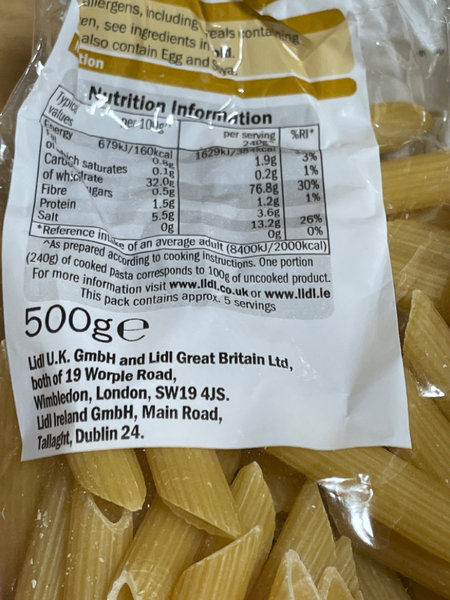 allergens, including cereals containing
see ingredients in bold.
also contain Egg and Soya.
Nutrition Information
Typical values per 100g^ per serving 240g^ %RI*
Energy 679kJ/160kcal 1629kJ/384kcal
0.8g 1.9g 3%
saturates 0.1g 0.2g 1%
32.0g 76.8g 30%
of which sugars 0.5g 1.2g 1%
Fibre 1.5g 3.6g
Protein 5.5g 13.2g 26%
Salt 0g 0g 0%
*Reference intake of an average adult (8400kJ/2000kcal)
^As prepared according to cooking instructions. One portion
(240g) of cooked pasta corresponds to 100g of uncooked product.
For more information visit www.lidl.co.uk or www.lidl.ie
This pack contains approx. 5 servings
500g℮
Lidl U.K. GmbH and Lidl Great Britain Ltd,
both of 19 Worple Road,
Wimbledon, London, SW19 4JS.
Lidl Ireland GmbH, Main Road,
Tallaght, Dublin 24.